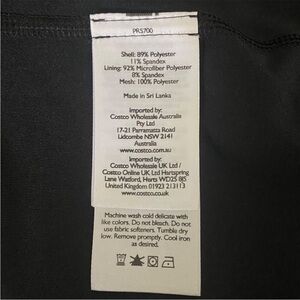 PR5700
Shell: 89% Polyester
11% Spandex
Lining: 92% Microfiber Polyester
8% Spandex
Mesh: 100% Polyester
Made in Sri Lanka
Imported by:
Costco Wholesale Australia
Pty Ltd
17-21 Parramatta Road
Lidcombe NSW 2141
Australia
www.costco.com.au
Imported by:
Costco Wholesale UK Ltd /
Costco Online UK Ltd Hartspring
Lane Watford, Herts WD25 8JS
United Kingdom 01923 213113
www.costco.com
Machine wash cold delicate with
like colors. Do not bleach. Do not
use fabric softeners. Tumble dry
low. Remove promptly. Cool iron
as desired.